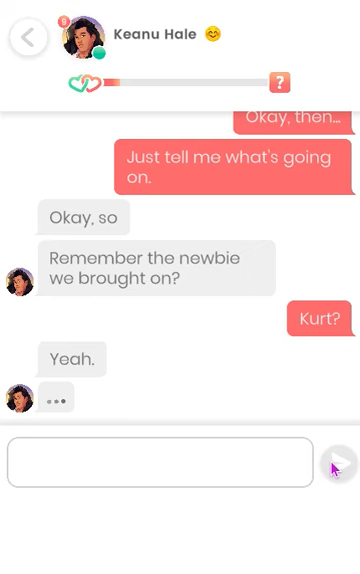 9
Keanu Hale 😊
?
Okay, then...
Just tell me what's going
on.
Okay, so
Remember the newbie
we brought on?
Kurt?
Yeah.
...